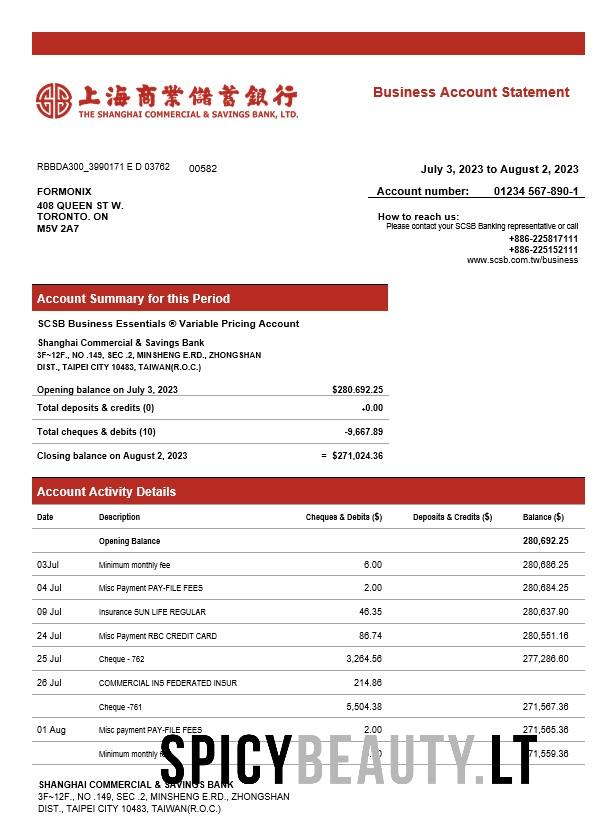 上海商業儲蓄銀行
THE SHANGHAI COMMERCIAL & SAVINGS BANK, LTD.
Business Account Statement
RBBDA300_3990171 E D 03762 00582
July 3, 2023 to August 2, 2023
FORMONIX
408 QUEEN ST W.
TORONTO. ON
M5V 2A7
Account number: 01234 567-890-1
How to reach us:
Please contact your SCSB Banking representative or call
+886-225817111
+886-225152111
www.scsb.com.tw/business
Account Summary for this Period
SCSB Business Essentials ® Variable Pricing Account
Shanghai Commercial & Savings Bank
3F~12F., NO .149, SEC .2, MINSHENG E.RD., ZHONGSHAN
DIST., TAIPEI CITY 10483, TAIWAN(R.O.C.)
Opening balance on July 3, 2023 $280.692.25
Total deposits & credits (0) +0.00
Total cheques & debits (10) -9,667.89
Closing balance on August 2, 2023 = $271,024.36
Account Activity Details
Date Description Cheques & Debits ($) Deposits & Credits ($) Balance ($)
Opening Balance 280,692.25
03Jul Minimum monthly fee 6.00 280,686.25
04 Jul Misc Payment PAY-FILE FEES 2.00 280,684.25
09 Jul Insurance SUN LIFE REGULAR 46.35 280,637.90
24 Jul Misc Payment RBC CREDIT CARD 86.74 280,551.16
25 Jul Cheque - 762 3,264.56 277,286.60
26 Jul COMMERCIAL INS FEDERATED INSUR 214.86
Cheque -761 5,504.38 271,567.36
01 Aug Misc payment PAY-FILE FEES 2.00 271,565.36
Minimum monthly
SPICYBEAUTY.LT
SHANGHAI COMMERCIAL & SAVINGS BANK
3F~12F., NO .149, SEC .2, MINSHENG E.RD., ZHONGSHAN
DIST., TAIPEI CITY 10483, TAIWAN(R.O.C.)